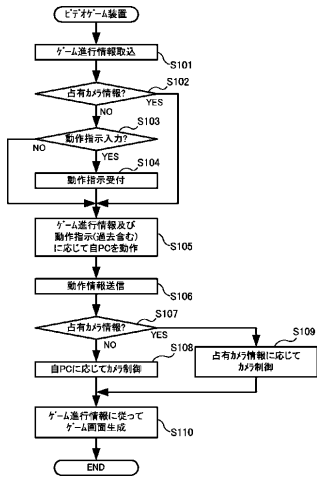 ビデオゲーム装置
ゲーム進行情報取込
S101
占有カメラ情報?
S102
YES
NO
動作指示入力?
S103
NO
YES
動作指示受付
S104
ゲーム進行情報及び
動作指示(過去含む)
に応じて自PCを動作
S105
動作情報送信
S106
占有カメラ情報?
S107
YES
NO
自PCに応じてカメラ制御
S108
占有カメラ情報に応じて
カメラ制御
S109
ゲーム進行情報に従って
ゲーム画面生成
S110
END